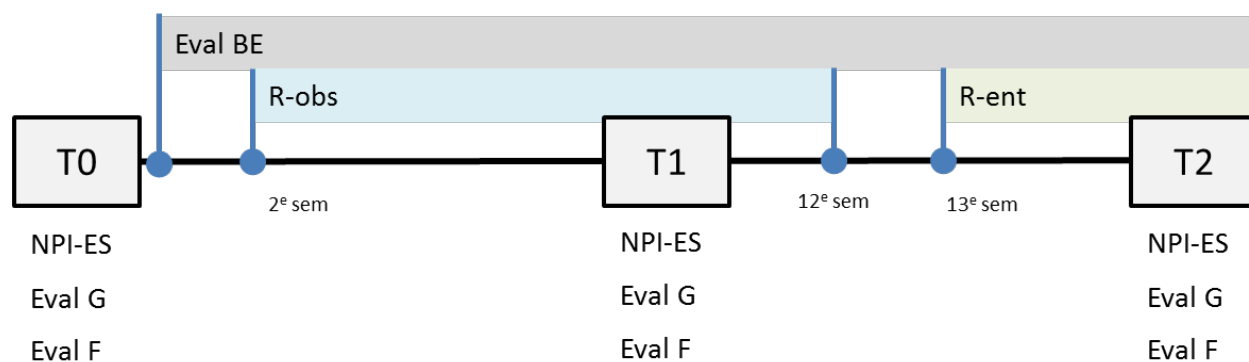 Eval BE
R-obs
R-ent
T0
T1
T2
2ᵉ sem
12ᵉ sem
13ᵉ sem
NPI-ES
NPI-ES
NPI-ES
Eval G
Eval G
Eval G
Eval F
Eval F
Eval F